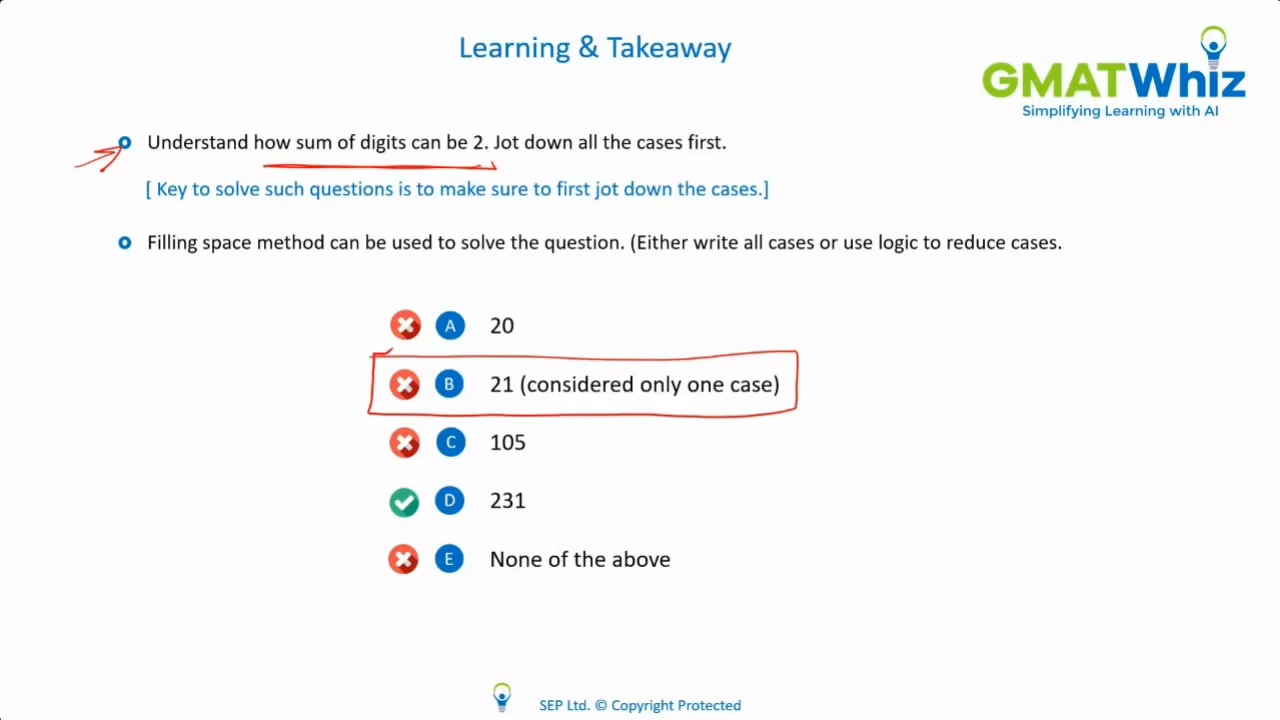 Learning & Takeaway
GMATWhiz
Simplifying Learning with AI
Understand how sum of digits can be 2. Jot down all the cases first.
[ Key to solve such questions is to make sure to first jot down the cases.]
Filling space method can be used to solve the question. (Either write all cases or use logic to reduce cases.
A 20
B 21 (considered only one case)
C 105
D 231
E None of the above
SEP Ltd. © Copyright Protected